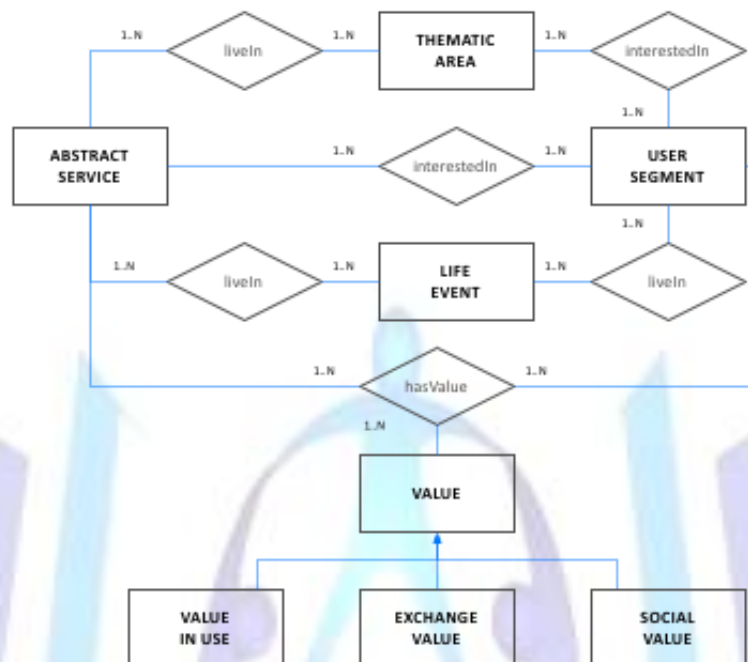 1..N
liveIn
1..N
THEMATIC
AREA
1..N
interestedIn
1..N
ABSTRACT
SERVICE
1..N
interestedIn
1..N
USER
SEGMENT
1..N
1..N
liveIn
1..N
LIFE
EVENT
1..N
liveIn
1..N
hasValue
1..N
1..N
VALUE
VALUE
IN USE
EXCHANGE
VALUE
SOCIAL
VALUE